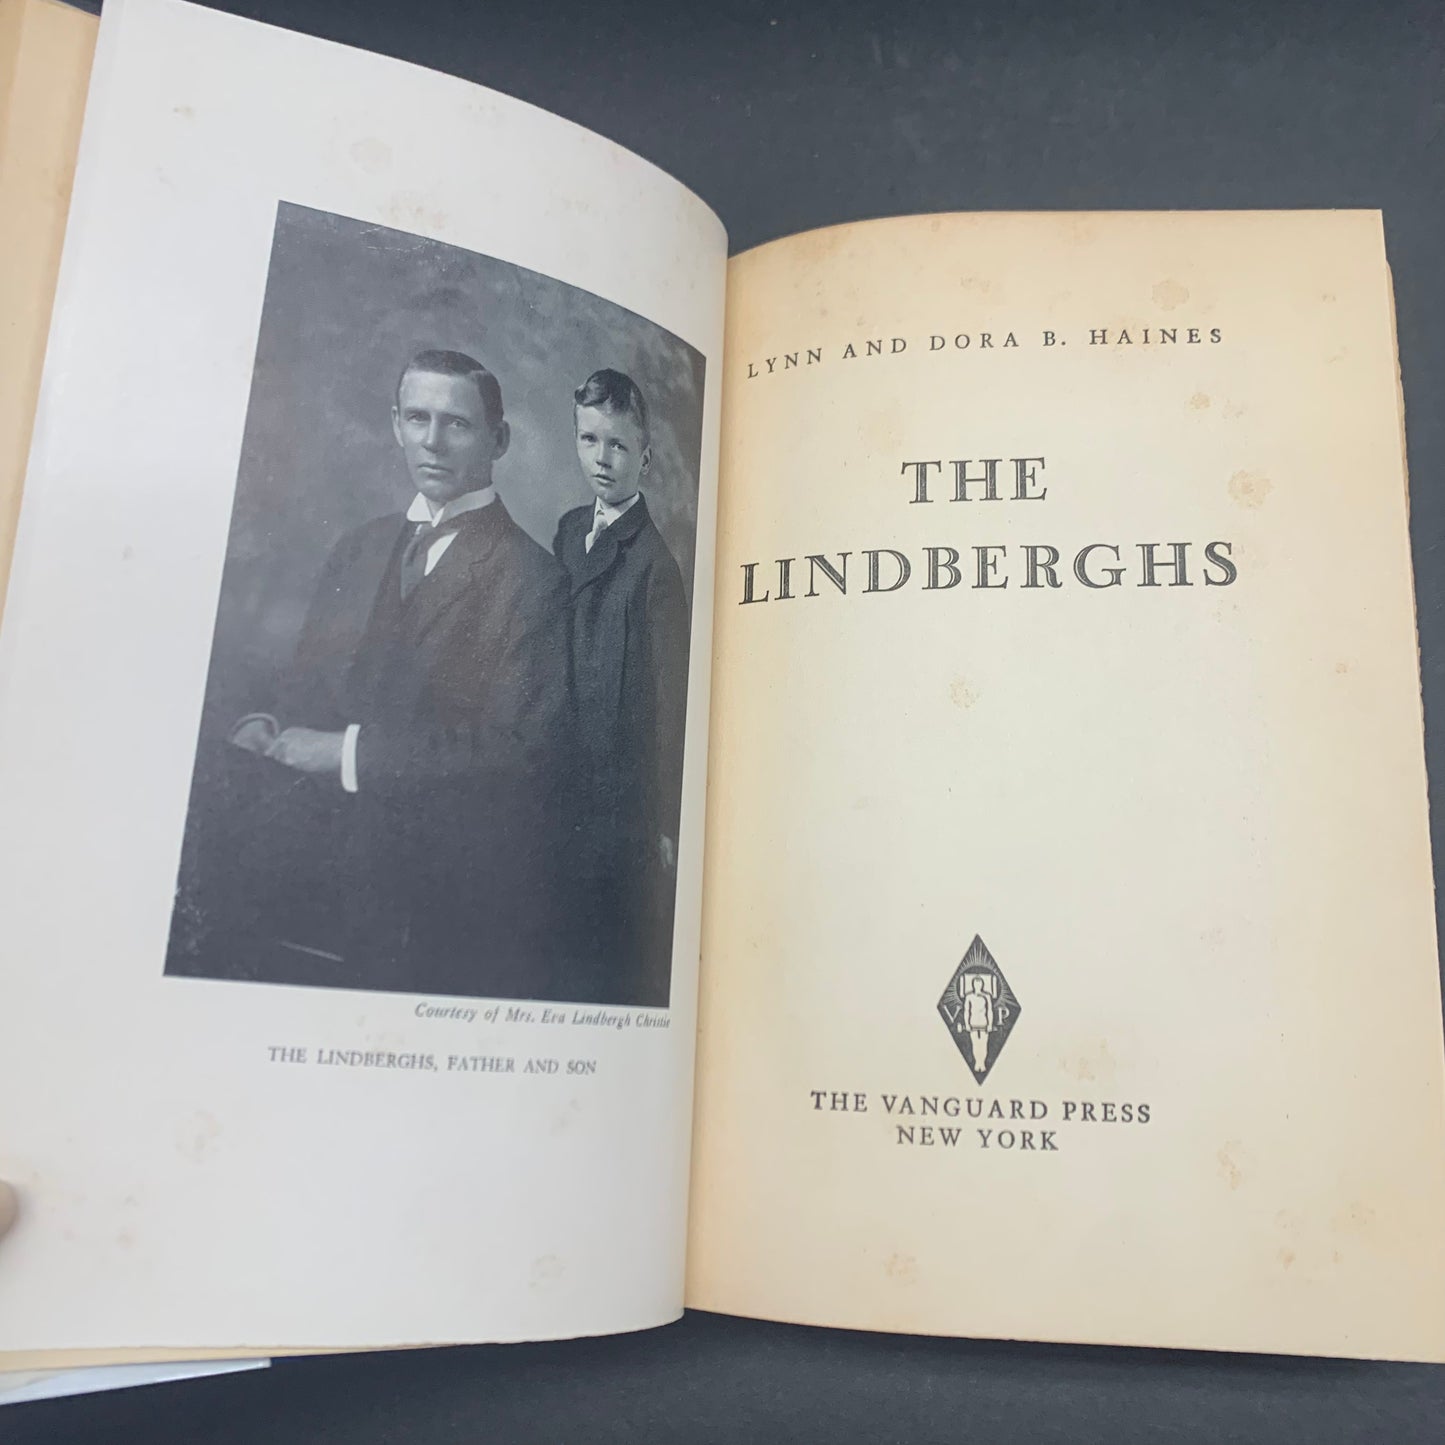 Courtesy of Mrs. Eva Lindbergh Christie
THE LINDBERGHS, FATHER AND SON
LYNN AND DORA B. HAINES
THE
LINDBERGHS
V P
THE VANGUARD PRESS
NEW YORK